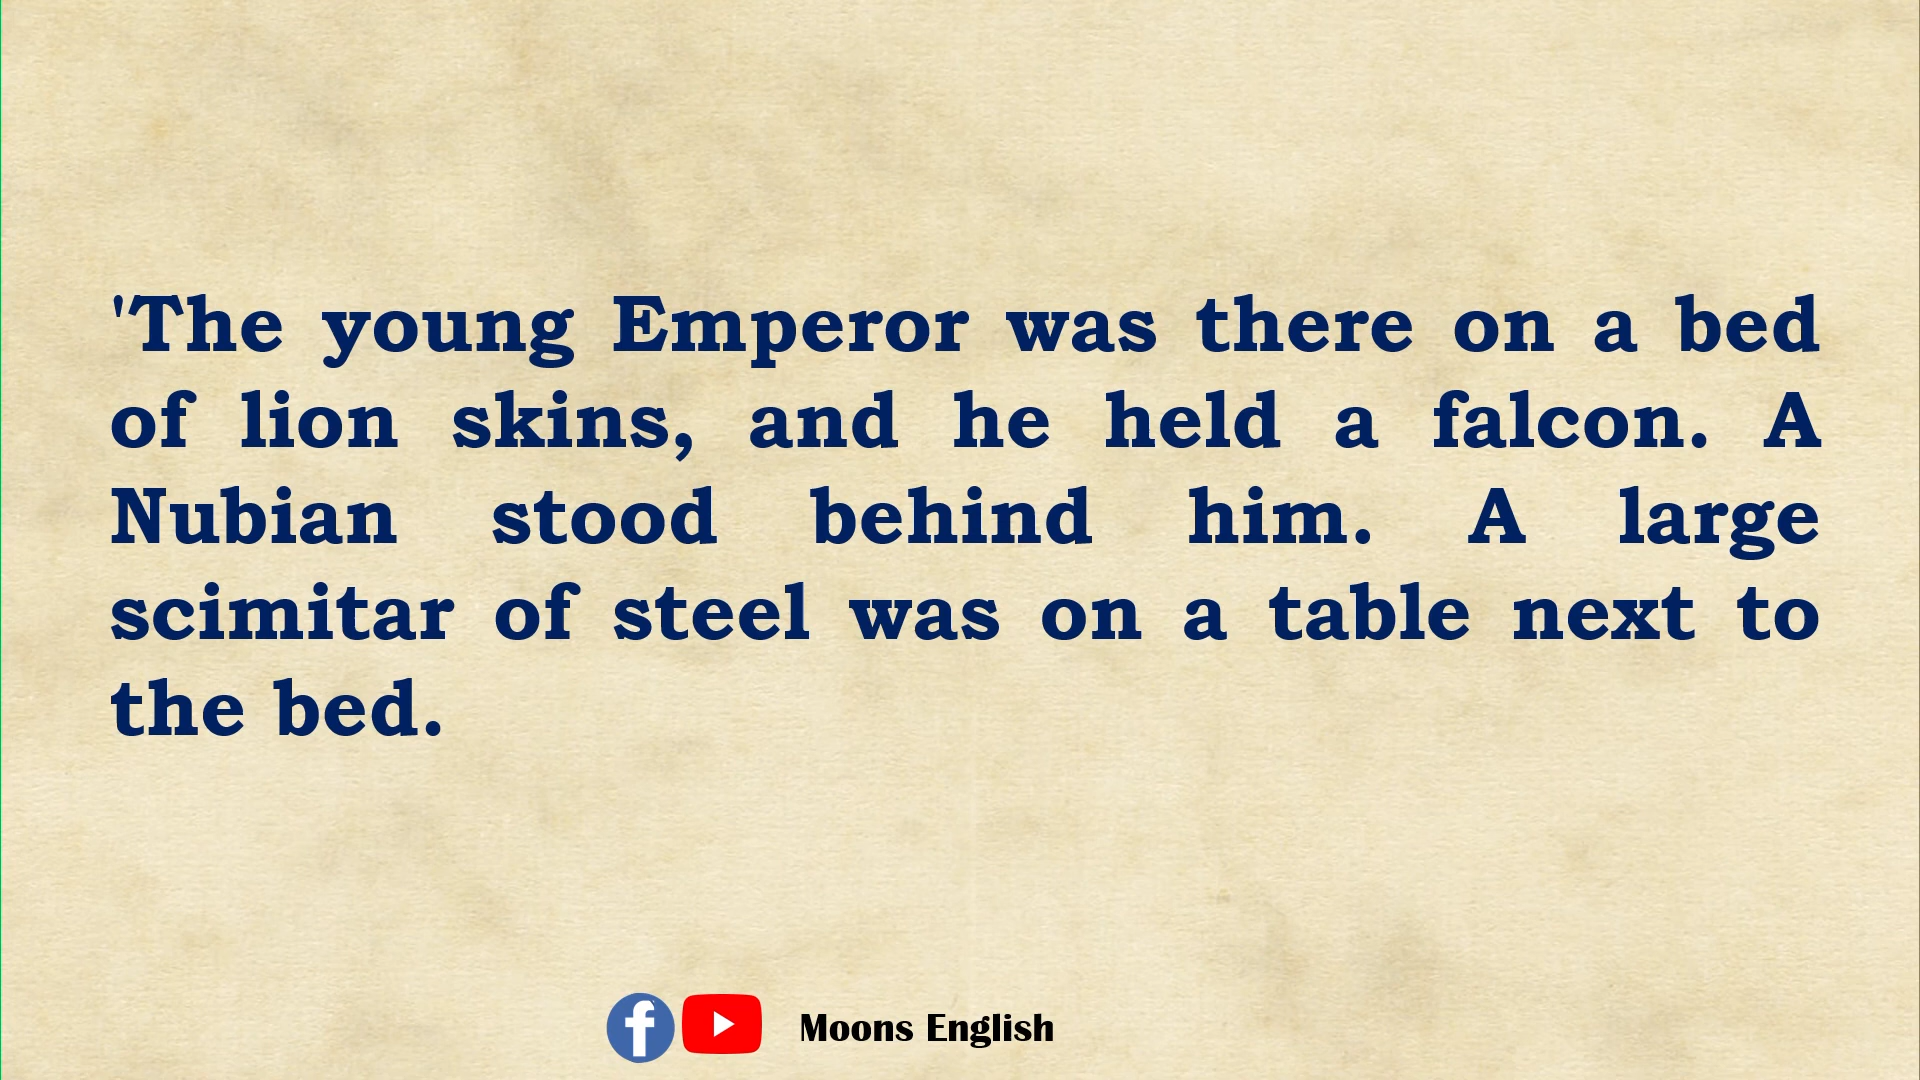 'The young Emperor was there on a bed
of lion skins, and he held a falcon. A
Nubian stood behind him. A large
scimitar of steel was on a table next to
the bed.
Moons English